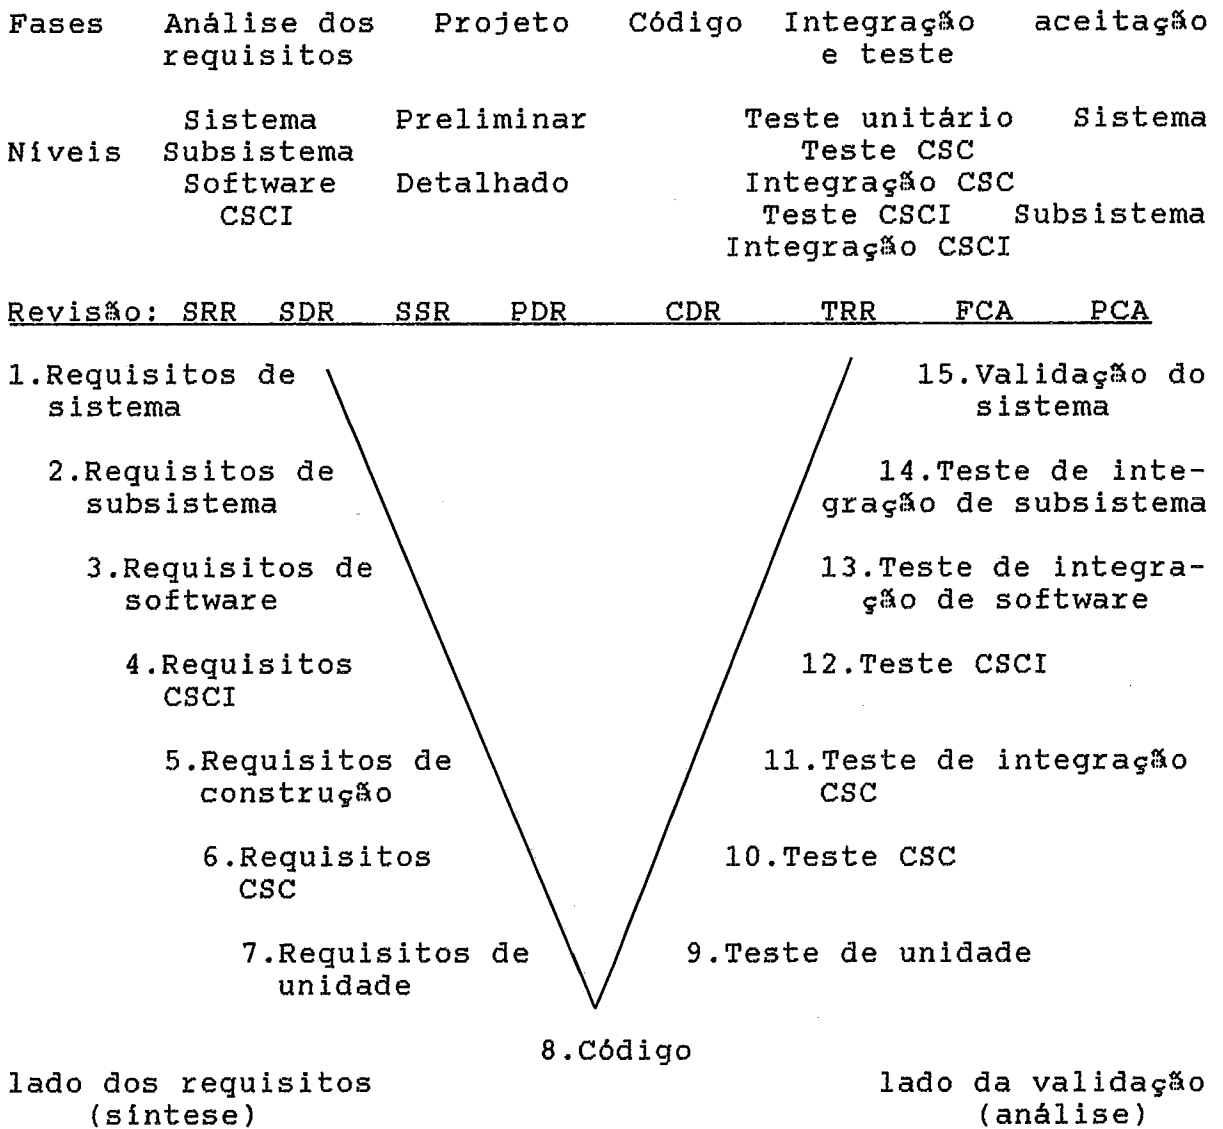 Fases Análise dos Projeto Código Integração aceitação
requisitos e teste
Sistema Preliminar Teste unitário Sistema
Níveis Subsistema Teste CSC
Software Detalhado Integração CSC
CSCI Teste CSCI Subsistema
Integração CSCI
Revisão: SRR SDR SSR PDR CDR TRR FCA PCA
1.Requisitos de 15.Validação do
sistema sistema
2.Requisitos de 14.Teste de inte-
subsistema gração de subsistema
3.Requisitos de 13.Teste de integra-
software ção de software
4.Requisitos 12.Teste CSCI
CSCI
5.Requisitos de 11.Teste de integração
construção CSC
6.Requisitos 10.Teste CSC
CSC
7.Requisitos de 9.Teste de unidade
unidade
8.Código
lado dos requisitos lado da validação
(síntese) (análise)